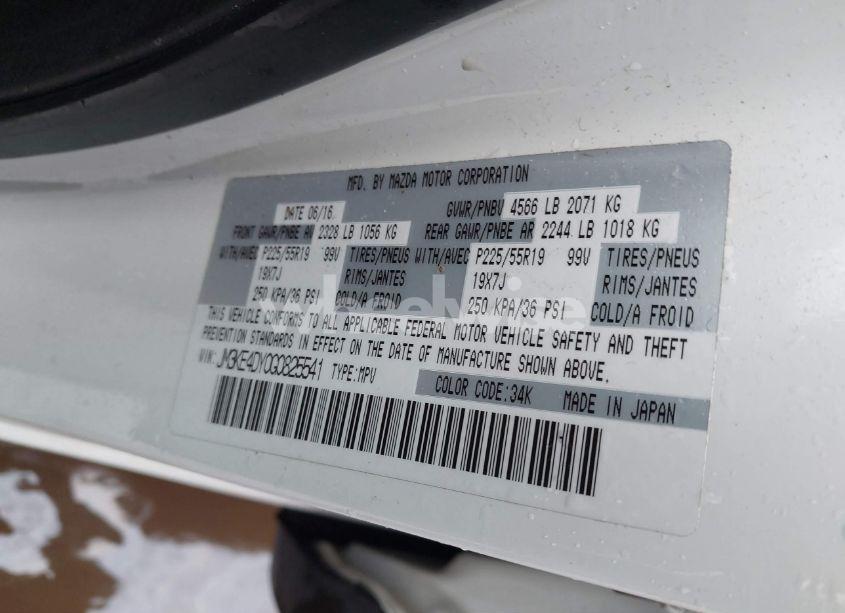 MFD. BY MAZDA MOTOR CORPORATION
DATE 06/16. GVWR/PNBV 4566 LB 2071 KG
FRONT GAWR/PNBE AV 2328 LB 1056 KG REAR GAWR/PNBE AR 2244 LB 1018 KG
WITH/AVEC P225/55R19 99V TIRES/PNEUS WITH/AVEC P225/55R19 99V TIRES/PNEUS
19X7J RIMS/JANTES 19X7J RIMS/JANTES
250 KPA/36 PSI COLD/A FROID 250 KPA/36 PSI COLD/A FROID
THIS VEHICLE CONFORMS TO ALL APPLICABLE FEDERAL MOTOR VEHICLE SAFETY AND THEFT
PREVENTION STANDARDS IN EFFECT ON THE DATE OF MANUFACTURE SHOWN ABOVE.
VIN: JM3KE4DY0G0825541 TYPE:MPV
COLOR CODE:34K MADE IN JAPAN
wheelwise